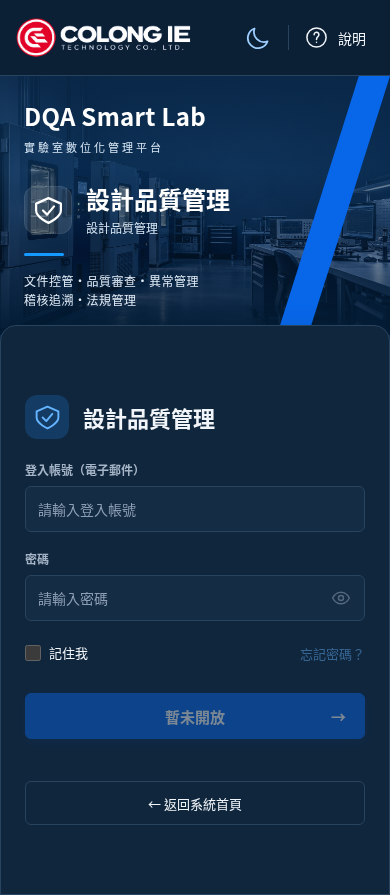 COLONG IE
TECHNOLOGY CO., LTD.
說明
DQA Smart Lab
實驗室數位化管理平台
設計品質管理
設計品質管理
文件控管・品質審查・異常管理
稽核追溯・法規管理
設計品質管理
登入帳號（電子郵件）
請輸入登入帳號
密碼
請輸入密碼
記住我
忘記密碼？
暫未開放 →
← 返回系統首頁